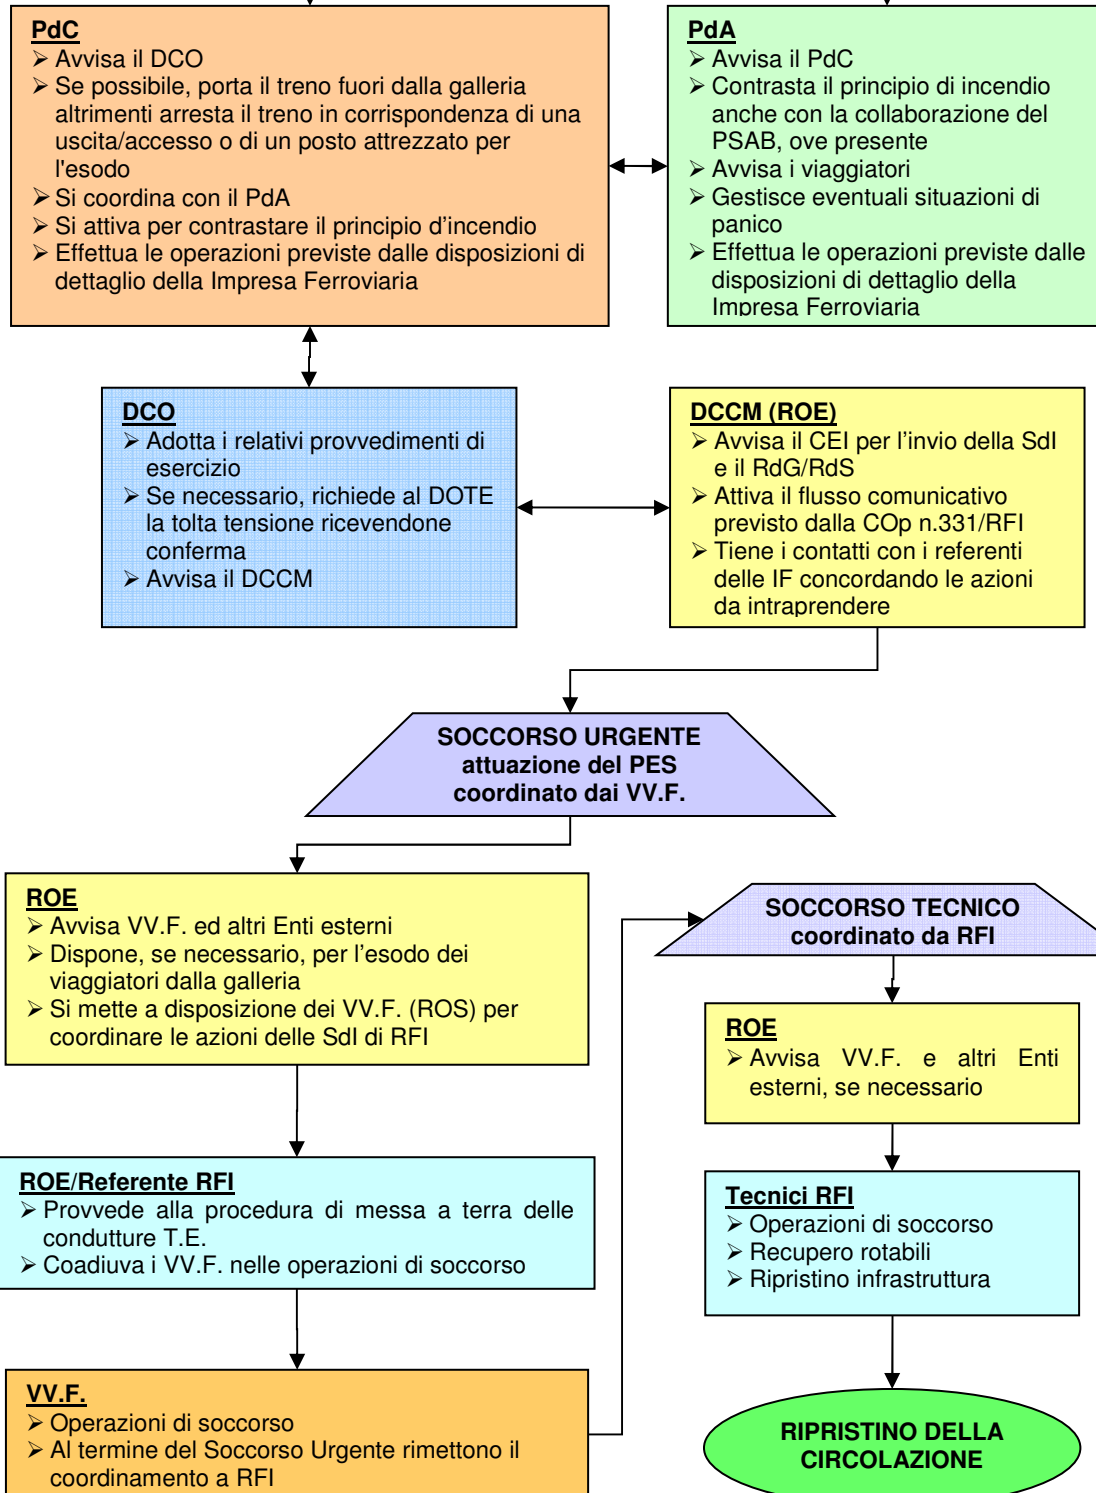 PdC
➢ Avvisa il DCO
➢ Se possibile, porta il treno fuori dalla galleria
altrimenti arresta il treno in corrispondenza di una
uscita/accesso o di un posto attrezzato per
l'esodo
➢ Si coordina con il PdA
➢ Si attiva per contrastare il principio d'incendio
➢ Effettua le operazioni previste dalle disposizioni di
dettaglio della Impresa Ferroviaria
PdA
➢ Avvisa il PdC
➢ Contrasta il principio di incendio
anche con la collaborazione del
PSAB, ove presente
➢ Avvisa i viaggiatori
➢ Gestisce eventuali situazioni di
panico
➢ Effettua le operazioni previste dalle
disposizioni di dettaglio della
Impresa Ferroviaria
DCO
➢ Adotta i relativi provvedimenti di
esercizio
➢ Se necessario, richiede al DOTE
la tolta tensione ricevendone
conferma
➢ Avvisa il DCCM
DCCM (ROE)
➢ Avvisa il CEI per l'invio della SdI
e il RdG/RdS
➢ Attiva il flusso comunicativo
previsto dalla COp n.331/RFI
➢ Tiene i contatti con i referenti
delle IF concordando le azioni
da intraprendere
SOCCORSO URGENTE
attuazione del PES
coordinato dai VV.F.
ROE
➢ Avvisa VV.F. ed altri Enti esterni
➢ Dispone, se necessario, per l'esodo dei
viaggiatori dalla galleria
➢ Si mette a disposizione dei VV.F. (ROS) per
coordinare le azioni delle SdI di RFI
ROE/Referente RFI
➢ Provvede alla procedura di messa a terra delle
condutture T.E.
➢ Coadiuva i VV.F. nelle operazioni di soccorso
VV.F.
➢ Operazioni di soccorso
➢ Al termine del Soccorso Urgente rimettono il
coordinamento a RFI
SOCCORSO TECNICO
coordinato da RFI
ROE
➢ Avvisa VV.F. e altri Enti
esterni, se necessario
Tecnici RFI
➢ Operazioni di soccorso
➢ Recupero rotabili
➢ Ripristino infrastruttura
RIPRISTINO DELLA
CIRCOLAZIONE